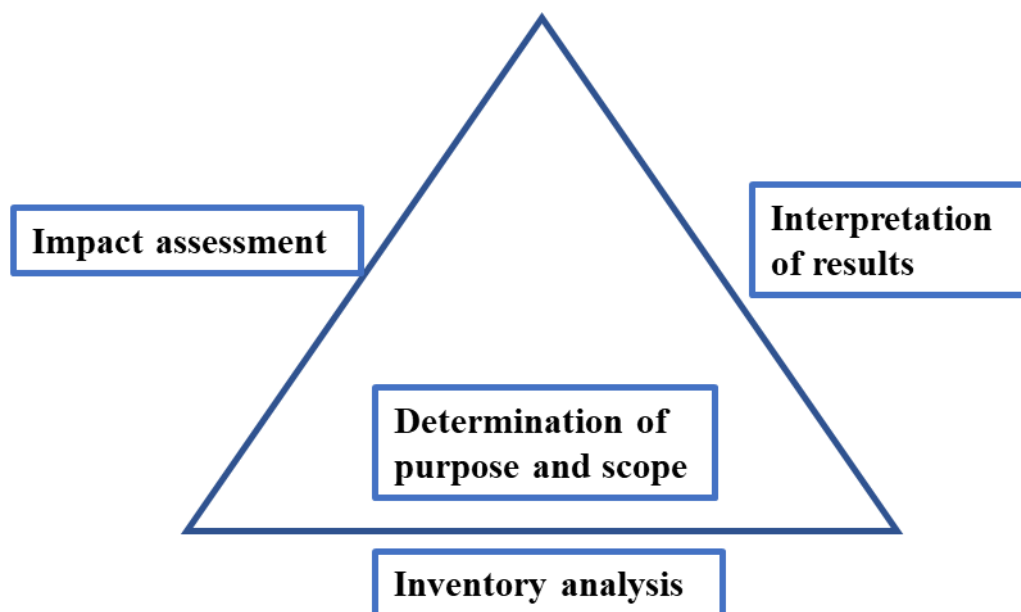 Impact assessment
Interpretation
of results
Determination of
purpose and scope
Inventory analysis